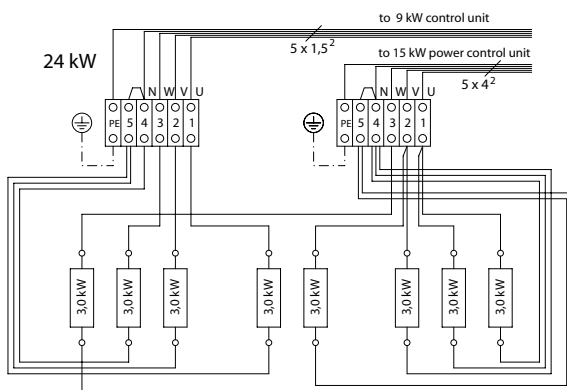 to 9 kW control unit
5 x 1,5²
24 kW
to 15 kW power control unit
5 x 4²
N W V U
PE 5 4 3 2 1
N W V U
PE 5 4 3 2 1
3,0 kW
3,0 kW
3,0 kW
3,0 kW
3,0 kW
3,0 kW
3,0 kW
3,0 kW